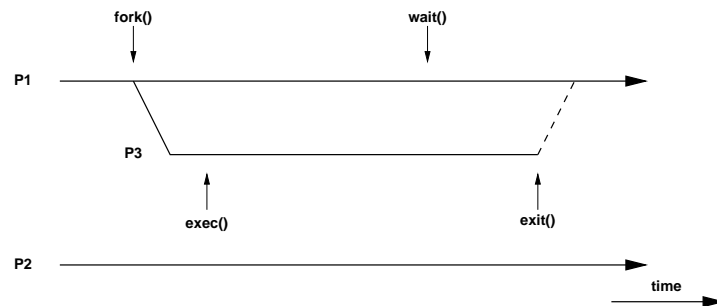 fork() wait()
P1
P3
exec() exit()
P2
time